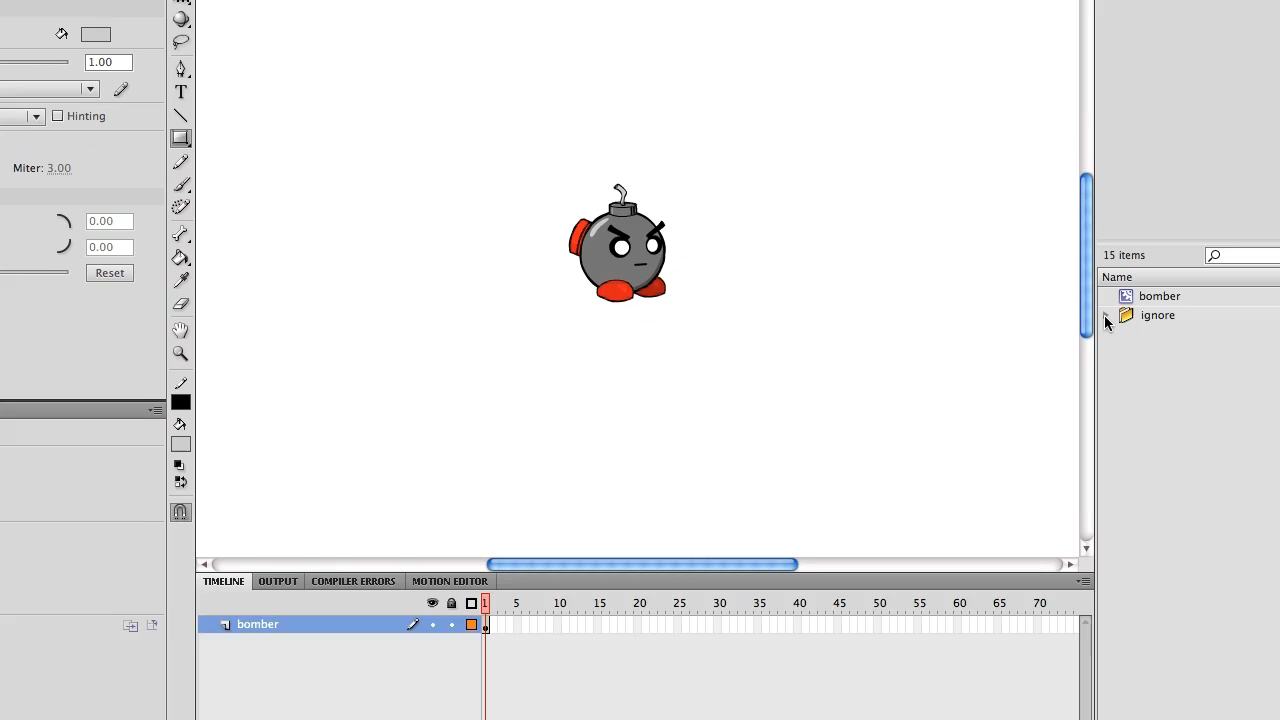 1.00
Hinting
Miter: 3.00
0.00
0.00
Reset
T
15 items
Name
bomber
ignore
TIMELINE OUTPUT COMPILER ERRORS MOTION EDITOR
1 5 10 15 20 25 30 35 40 45 50 55 60 65 70
bomber